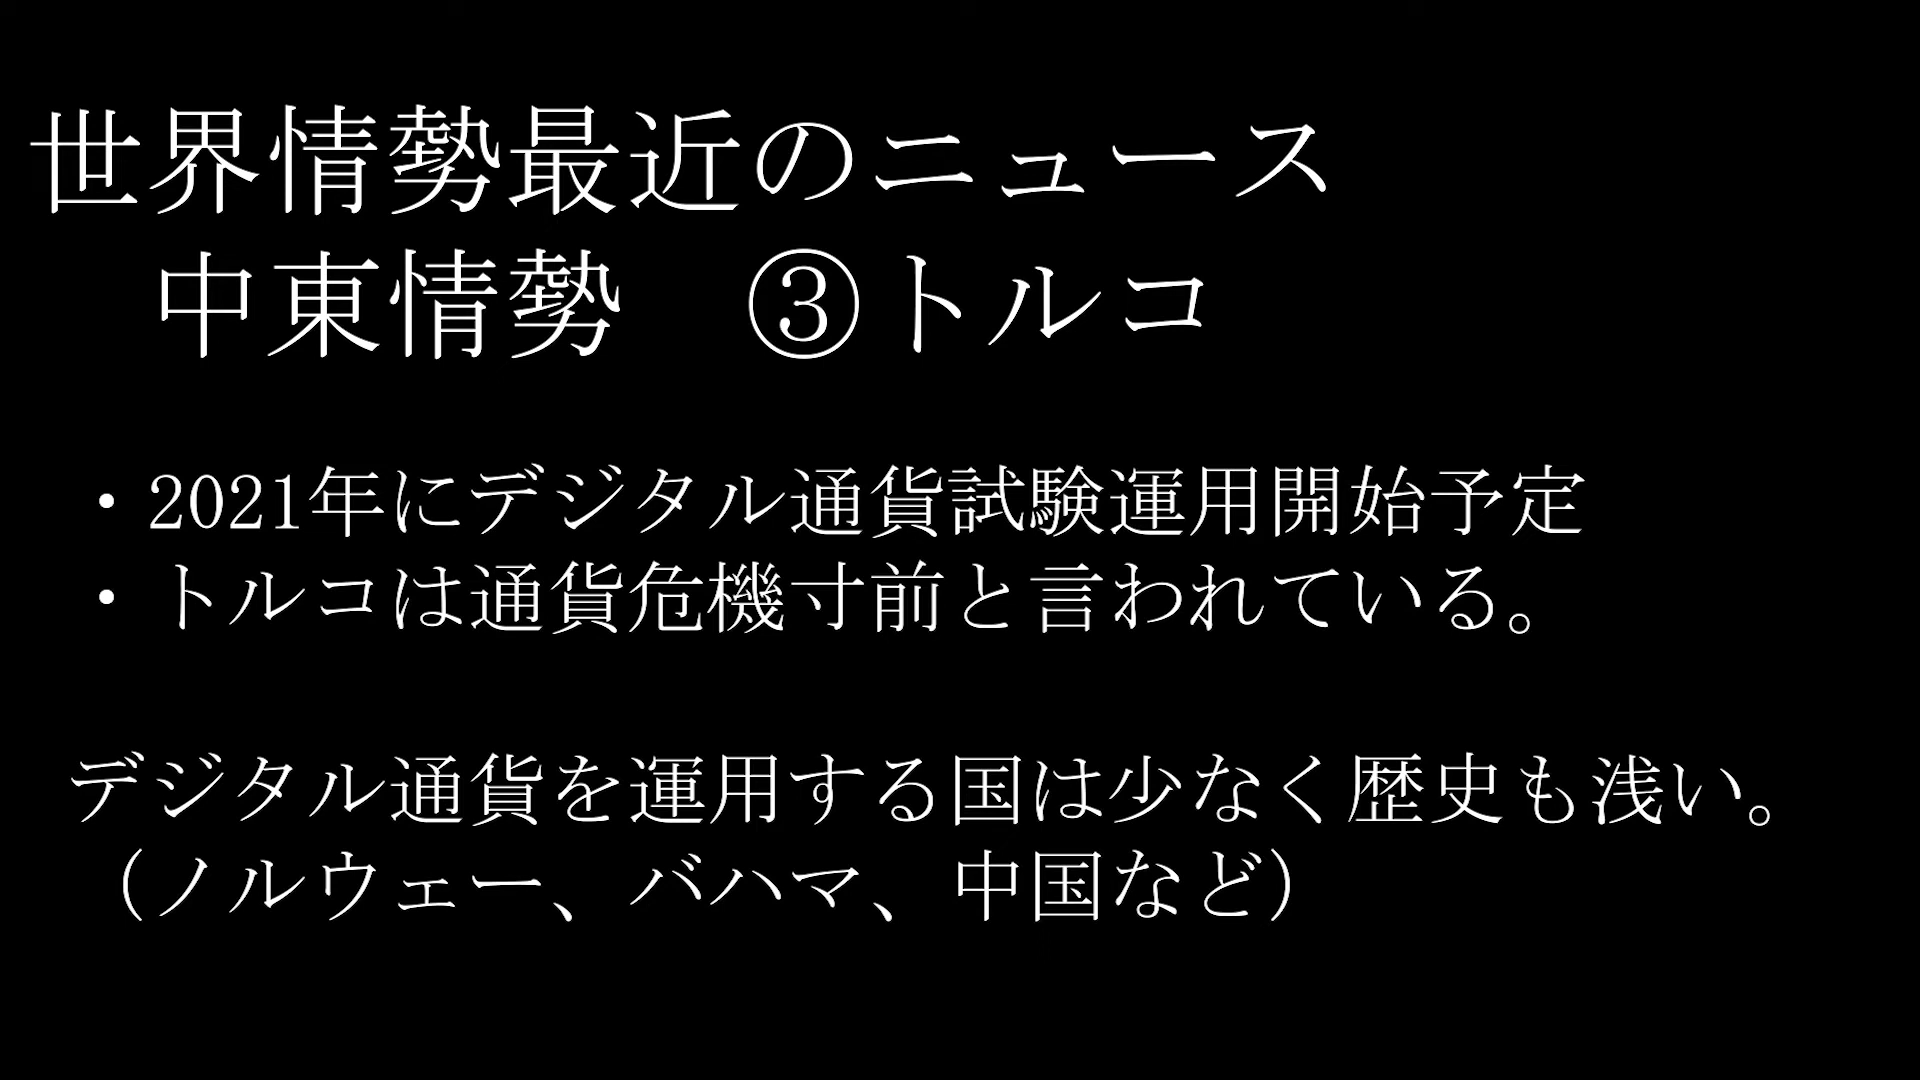 世界情勢最近のニュース
中東情勢　③トルコ
・2021年にデジタル通貨試験運用開始予定
・トルコは通貨危機寸前と言われている。
デジタル通貨を運用する国は少なく歴史も浅い。
（ノルウェー、バハマ、中国など）